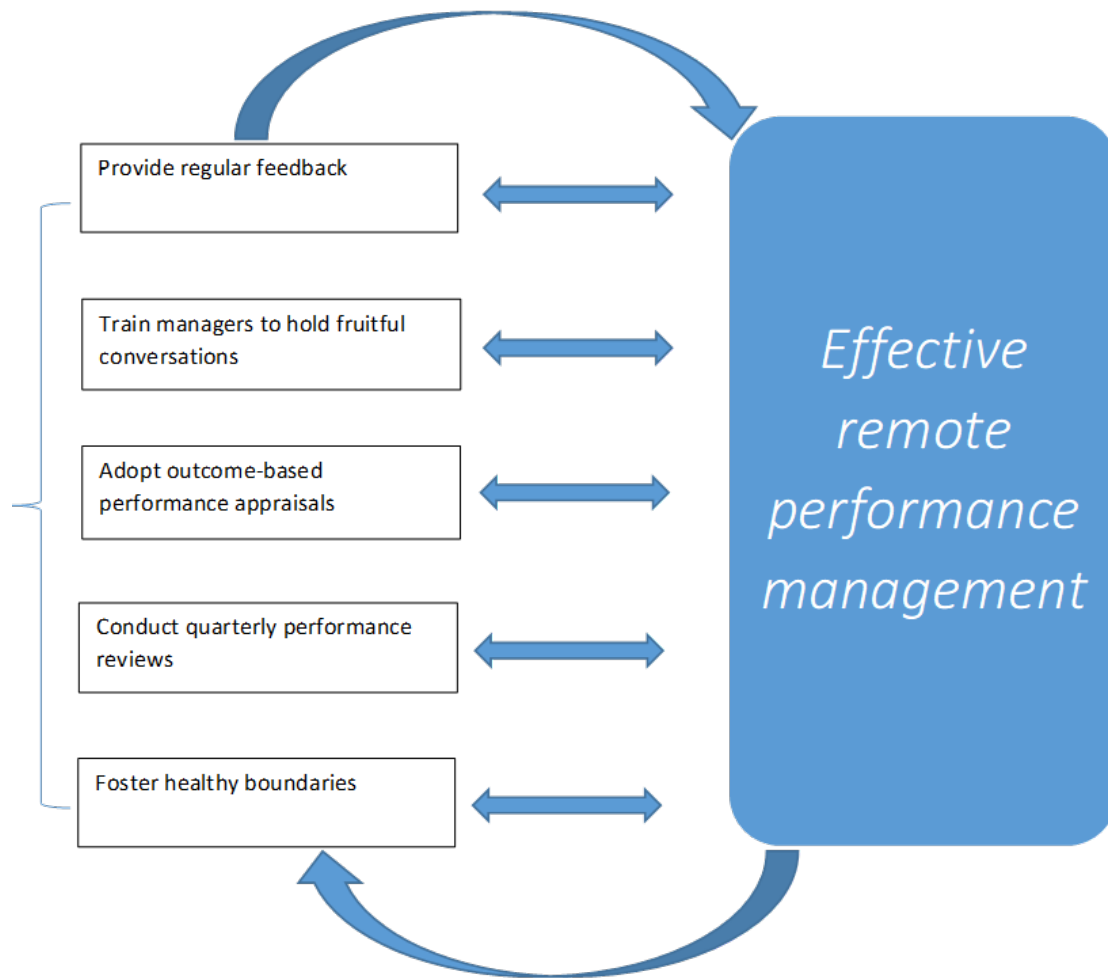 Provide regular feedback
Train managers to hold fruitful
conversations
Adopt outcome-based
performance appraisals
Conduct quarterly performance
reviews
Foster healthy boundaries
Effective
remote
performance
management